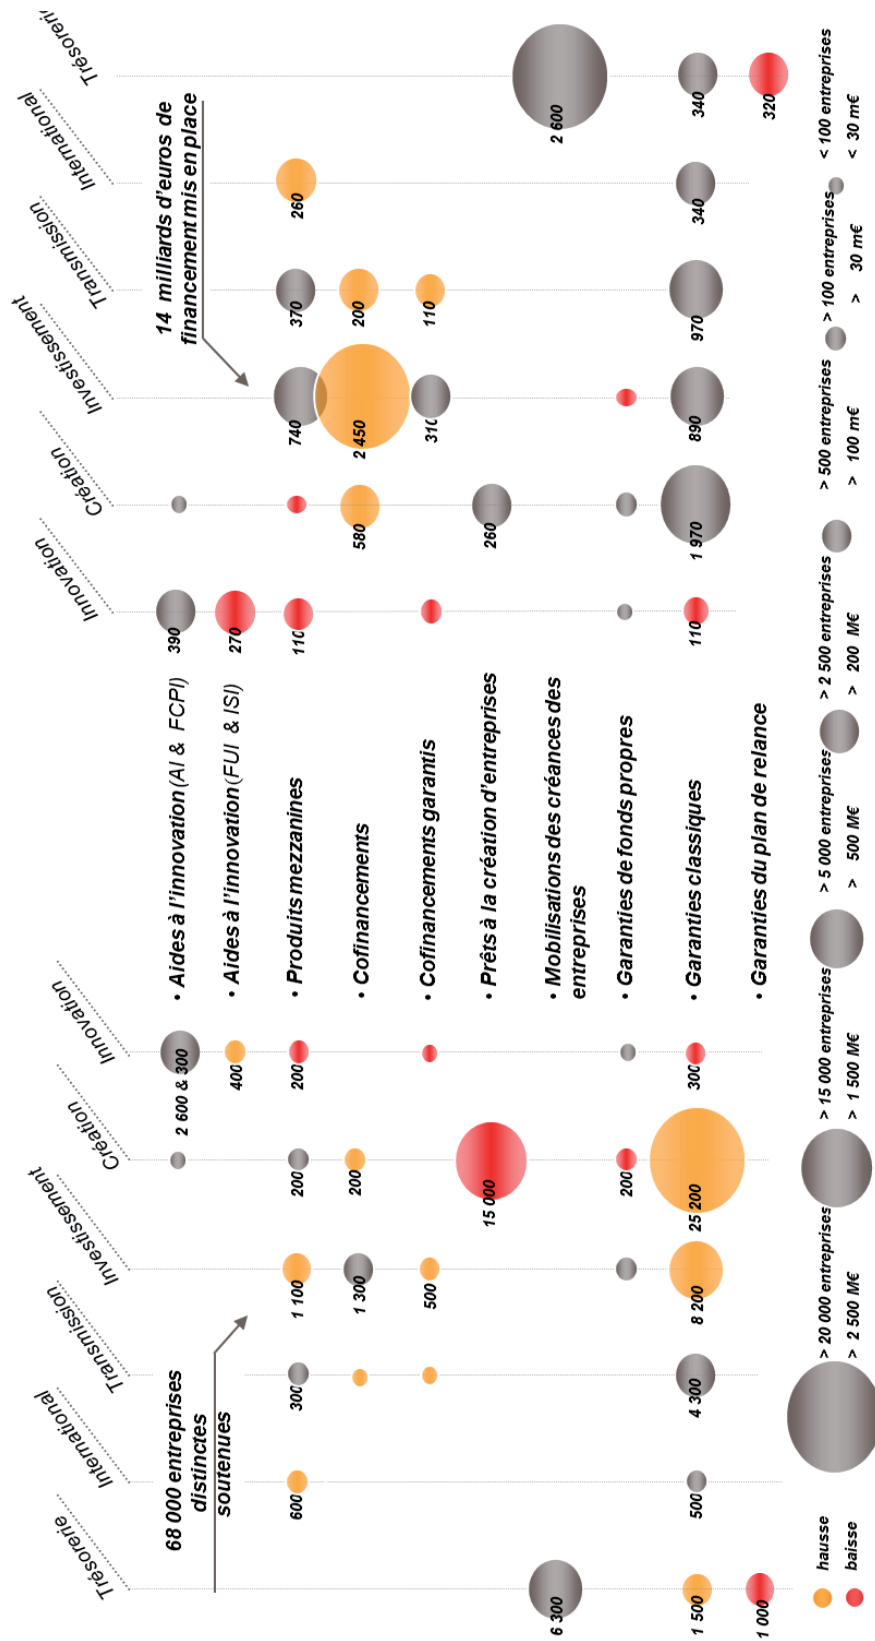 Trésorerie
International
Transmission
Investissement
Création
Innovation
Innovation
Création
Investissement
Transmission
International
Trésorerie
68 000 entreprises
distinctes
soutenues
14 milliards d'euros de
financement mis en place
2 600 & 300
• Aides à l'innovation (AI & FCPI)
390
400
• Aides à l'innovation (FUI & ISI)
270
600
300
1 100
200
200
• Produits mezzanines
110
740
370
260
1 300
200
• Cofinancements
580
2 450
200
500
• Cofinancements garantis
310
110
15 000
• Prêts à la création d'entreprises
260
6 300
• Mobilisations des créances des
entreprises
2 600
200
• Garanties de fonds propres
1 500
500
4 300
8 200
25 200
300
• Garanties classiques
110
1 970
890
970
340
340
1 000
• Garanties du plan de relance
320
hausse
baisse
> 20 000 entreprises
> 2 500 M€
> 15 000 entreprises
> 1 500 M€
> 5 000 entreprises
> 500 M€
> 2 500 entreprises
> 200 M€
> 500 entreprises
> 100 m€
> 100 entreprises
> 30 m€
< 100 entreprises
< 30 m€